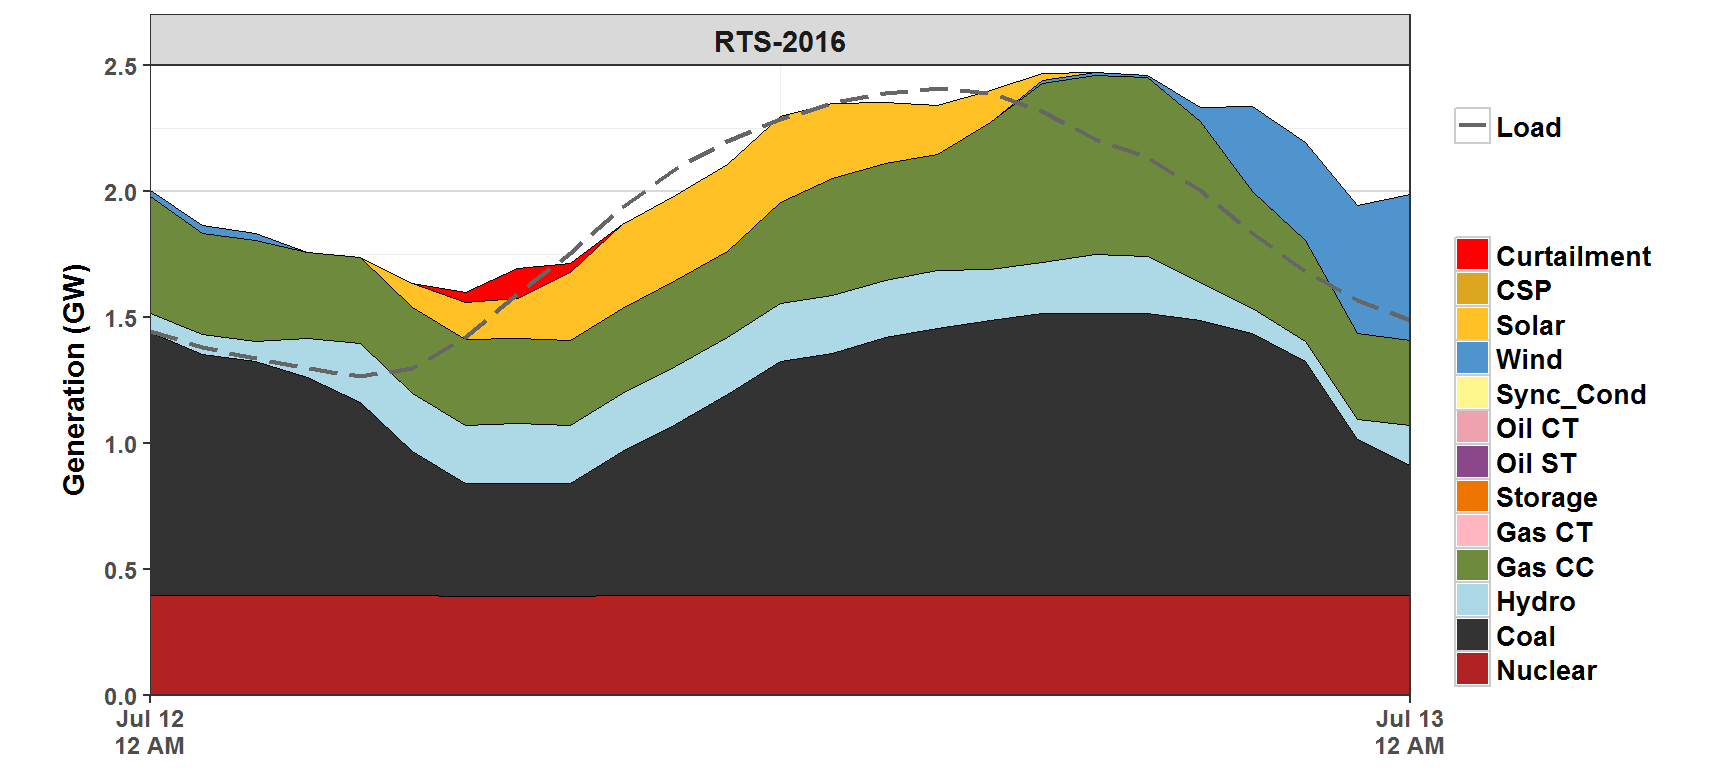 RTS-2016
Generation (GW)
2.5
2.0
1.5
1.0
0.5
0.0
Jul 12
12 AM
Jul 13
12 AM
Load
Curtailment
CSP
Solar
Wind
Sync_Cond
Oil CT
Oil ST
Storage
Gas CT
Gas CC
Hydro
Coal
Nuclear